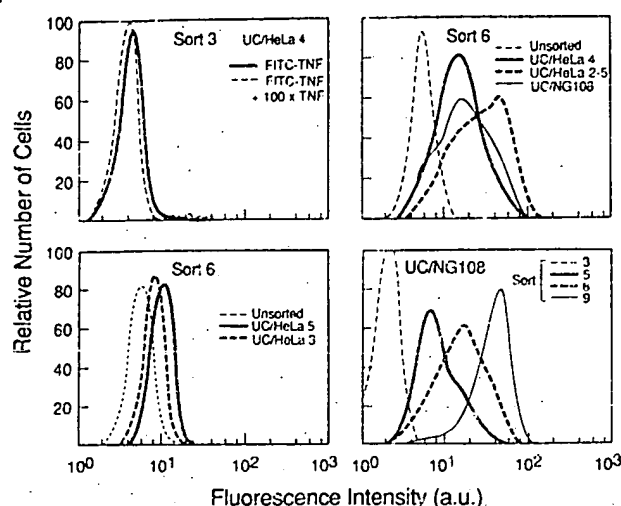 Relative Number of Cells
100
80
60
40
20
Sort 3
UC/HeLa 4
FITC-TNF
FITC-TNF
+ 100 x TNF
Sort 6
Unsorted
UC/HeLa 4
UC/HeLa 2-5
UC/NG108
100
80
60
40
20
Sort 6
Unsorted
UC/HeLa 5
UC/HeLa 3
UC/NG108
Sort
3
5
6
9
10⁰ 10¹ 10² 10³
10⁰ 10¹ 10² 10³
Fluorescence Intensity (a.u.)